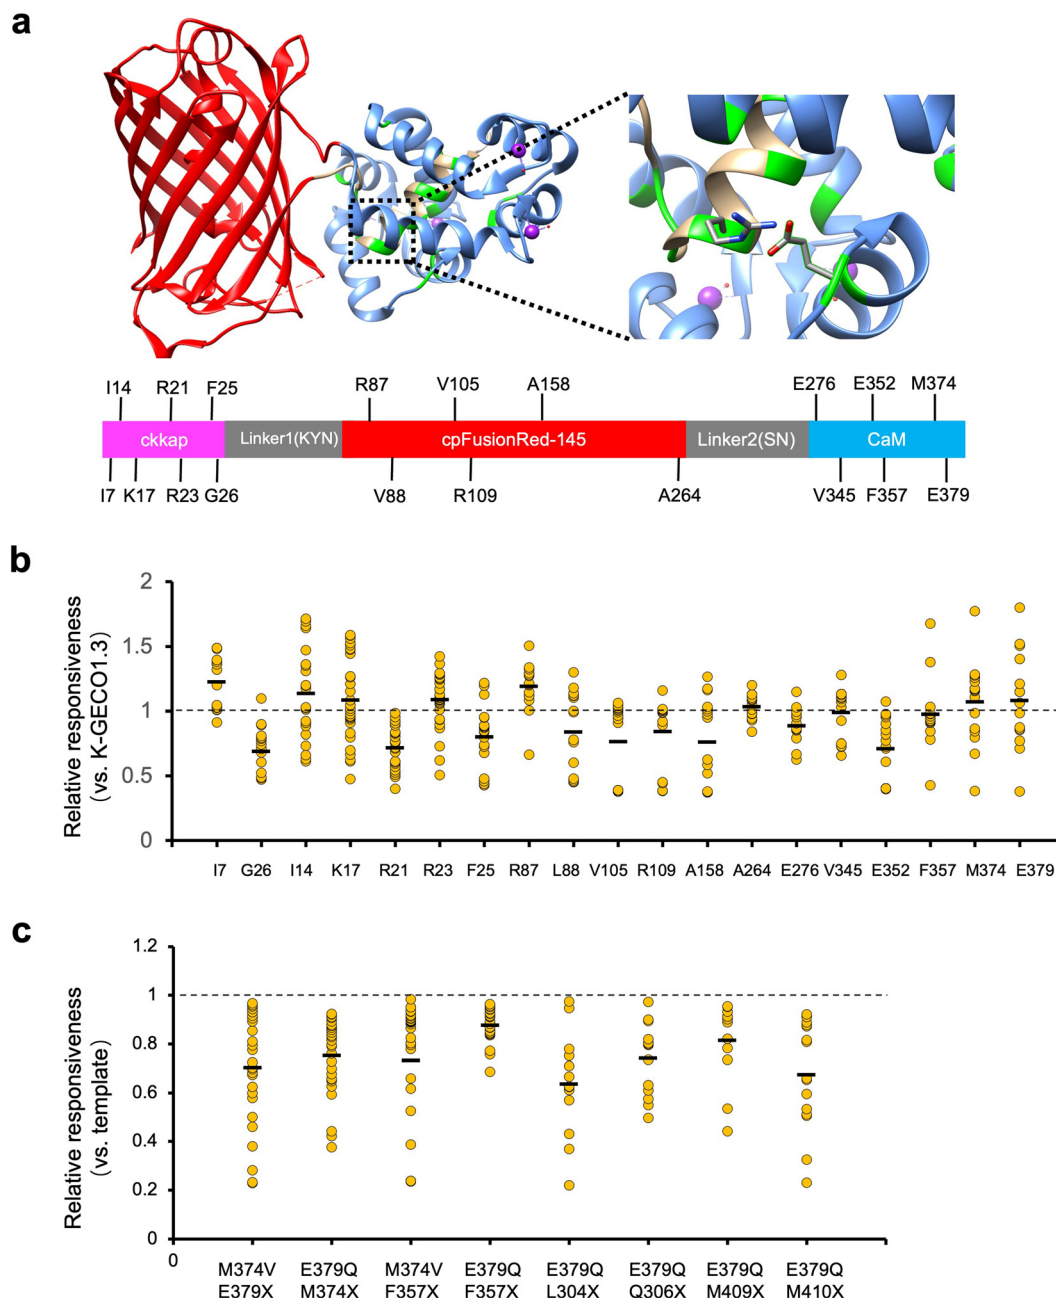 a
I14 R21 F25 R87 V105 A158 E276 E352 M374
ckkap Linker1(KYN) cpFusionRed-145 Linker2(SN) CaM
I7 K17 R23 G26 V88 R109 A264 V345 F357 E379
b
Relative responsiveness
(vs. K-GECO1.3)
2
1.5
1
0.5
0
I7 G26 I14 K17 R21 R23 F25 R87 L88 V105 R109 A158 A264 E276 V345 E352 F357 M374 E379
c
Relative responsiveness
(vs. template)
1.2
1
0.8
0.6
0.4
0.2
0
0
M374V E379Q M374V E379Q E379Q E379Q E379Q E379Q
E379X M374X F357X F357X L304X Q306X M409X M410X